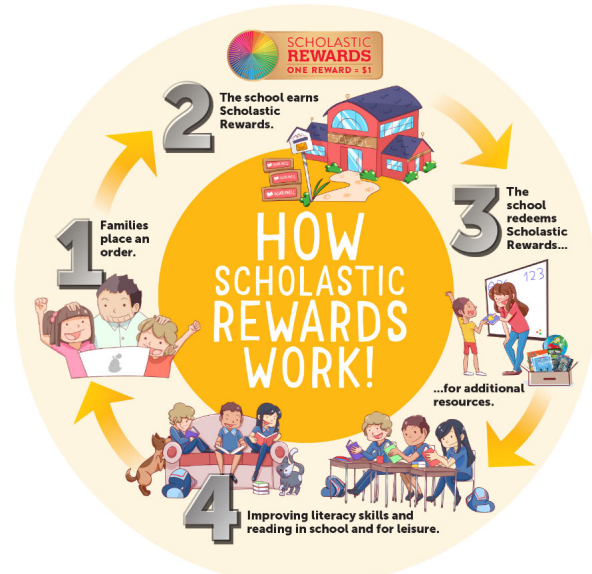 SCHOLASTIC
REWARDS
ONE REWARD = $1
2
The school earns
Scholastic
Rewards.
3
The
school
redeems
Scholastic
Rewards...
1
Families
place an
order.
HOW
SCHOLASTIC
REWARDS
WORK!
123
...for additional
resources.
4
Improving literacy skills and
reading in school and for leisure.